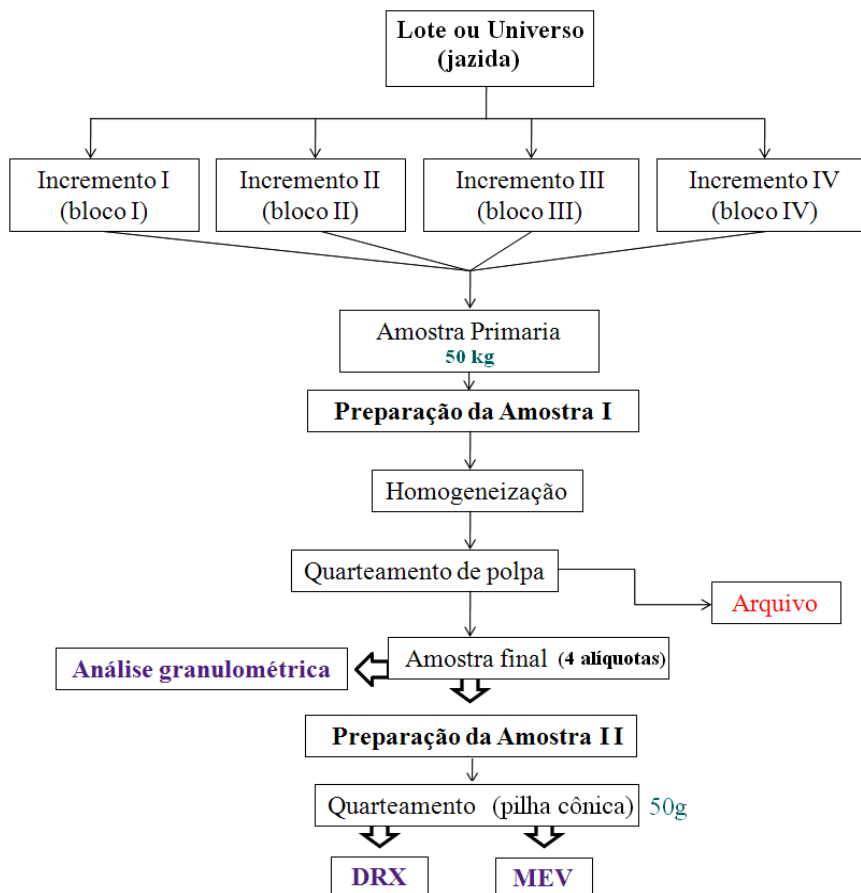 Lote ou Universo
(jazida)
Incremento I
(bloco I)
Incremento II
(bloco II)
Incremento III
(bloco III)
Incremento IV
(bloco IV)
Amostra Primaria
50 kg
Preparação da Amostra I
Homogeneização
Quarteamento de polpa
Arquivo
Análise granulométrica
Amostra final (4 alíquotas)
Preparação da Amostra II
Quarteamento (pilha cônica) 50g
DRX
MEV